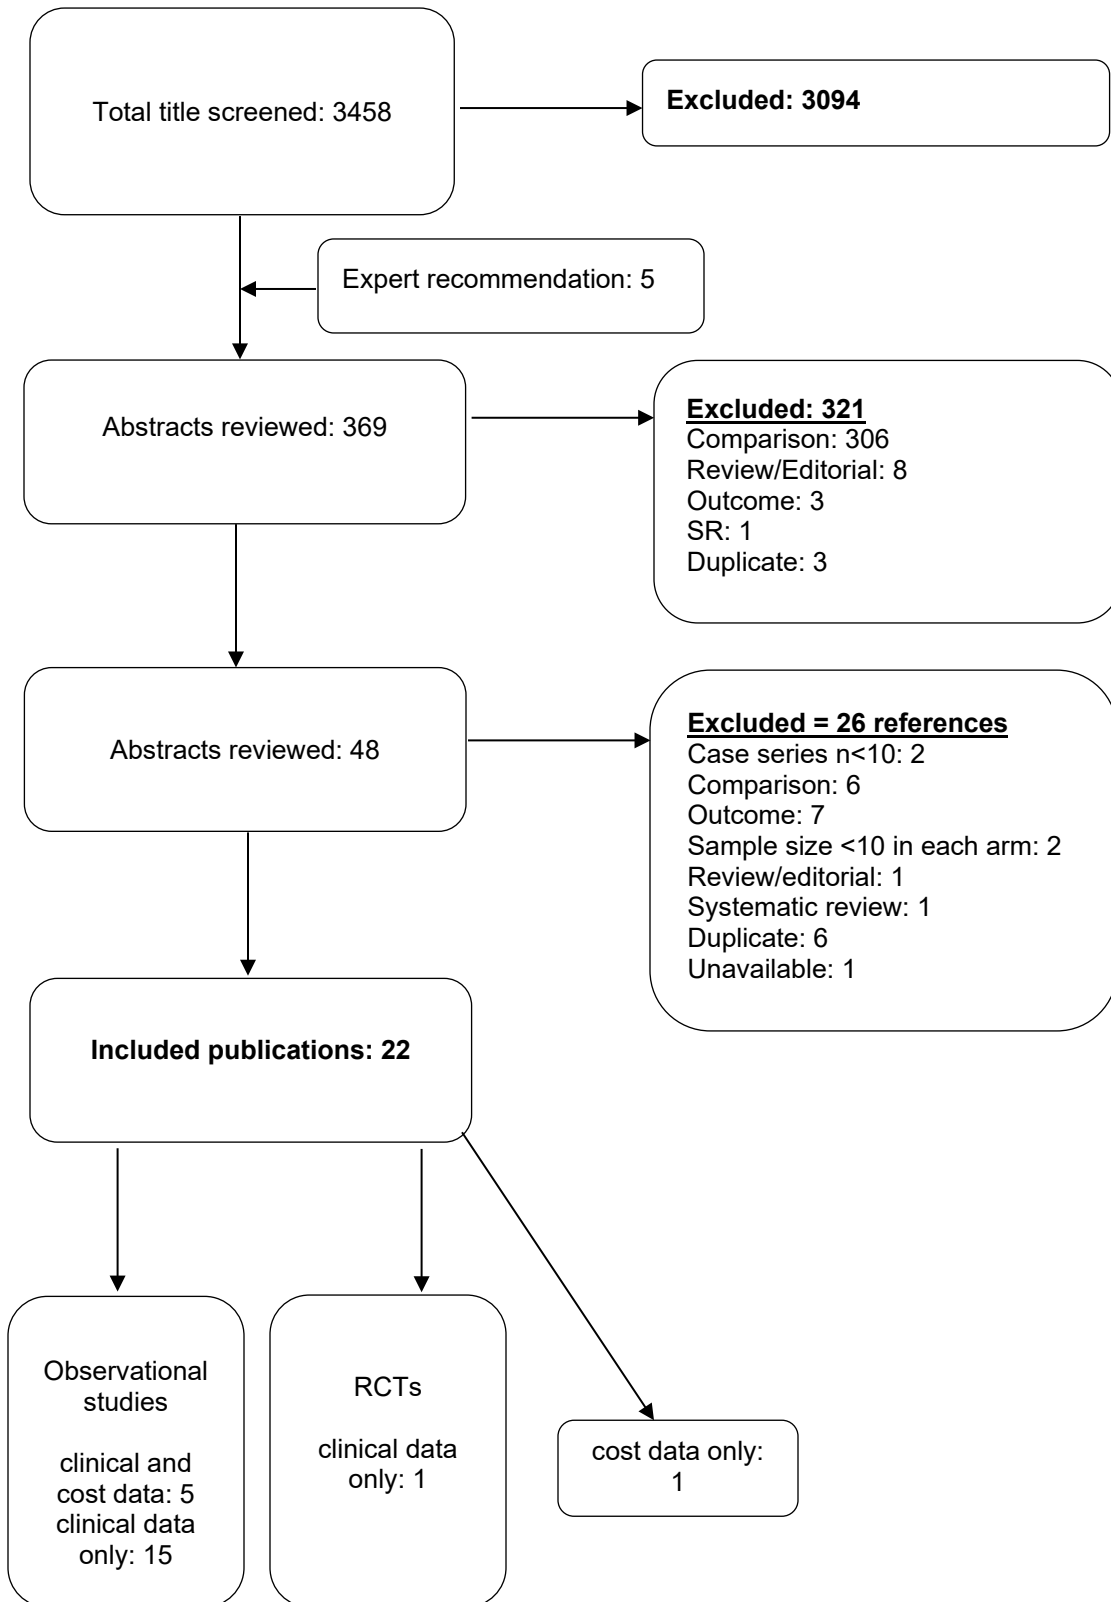 Total title screened: 3458
Excluded: 3094
Expert recommendation: 5
Abstracts reviewed: 369
Excluded: 321
Comparison: 306
Review/Editorial: 8
Outcome: 3
SR: 1
Duplicate: 3
Abstracts reviewed: 48
Excluded = 26 references
Case series n<10: 2
Comparison: 6
Outcome: 7
Sample size <10 in each arm: 2
Review/editorial: 1
Systematic review: 1
Duplicate: 6
Unavailable: 1
Included publications: 22
Observational
studies
clinical and
cost data: 5
clinical data
only: 15
RCTs
clinical data
only: 1
cost data only:
1